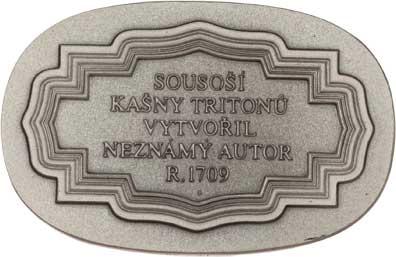 SOUSOŠÍ
KAŠNY TRITONŮ
VYTVOŘIL
NEZNÁMÝ AUTOR
R. 1709